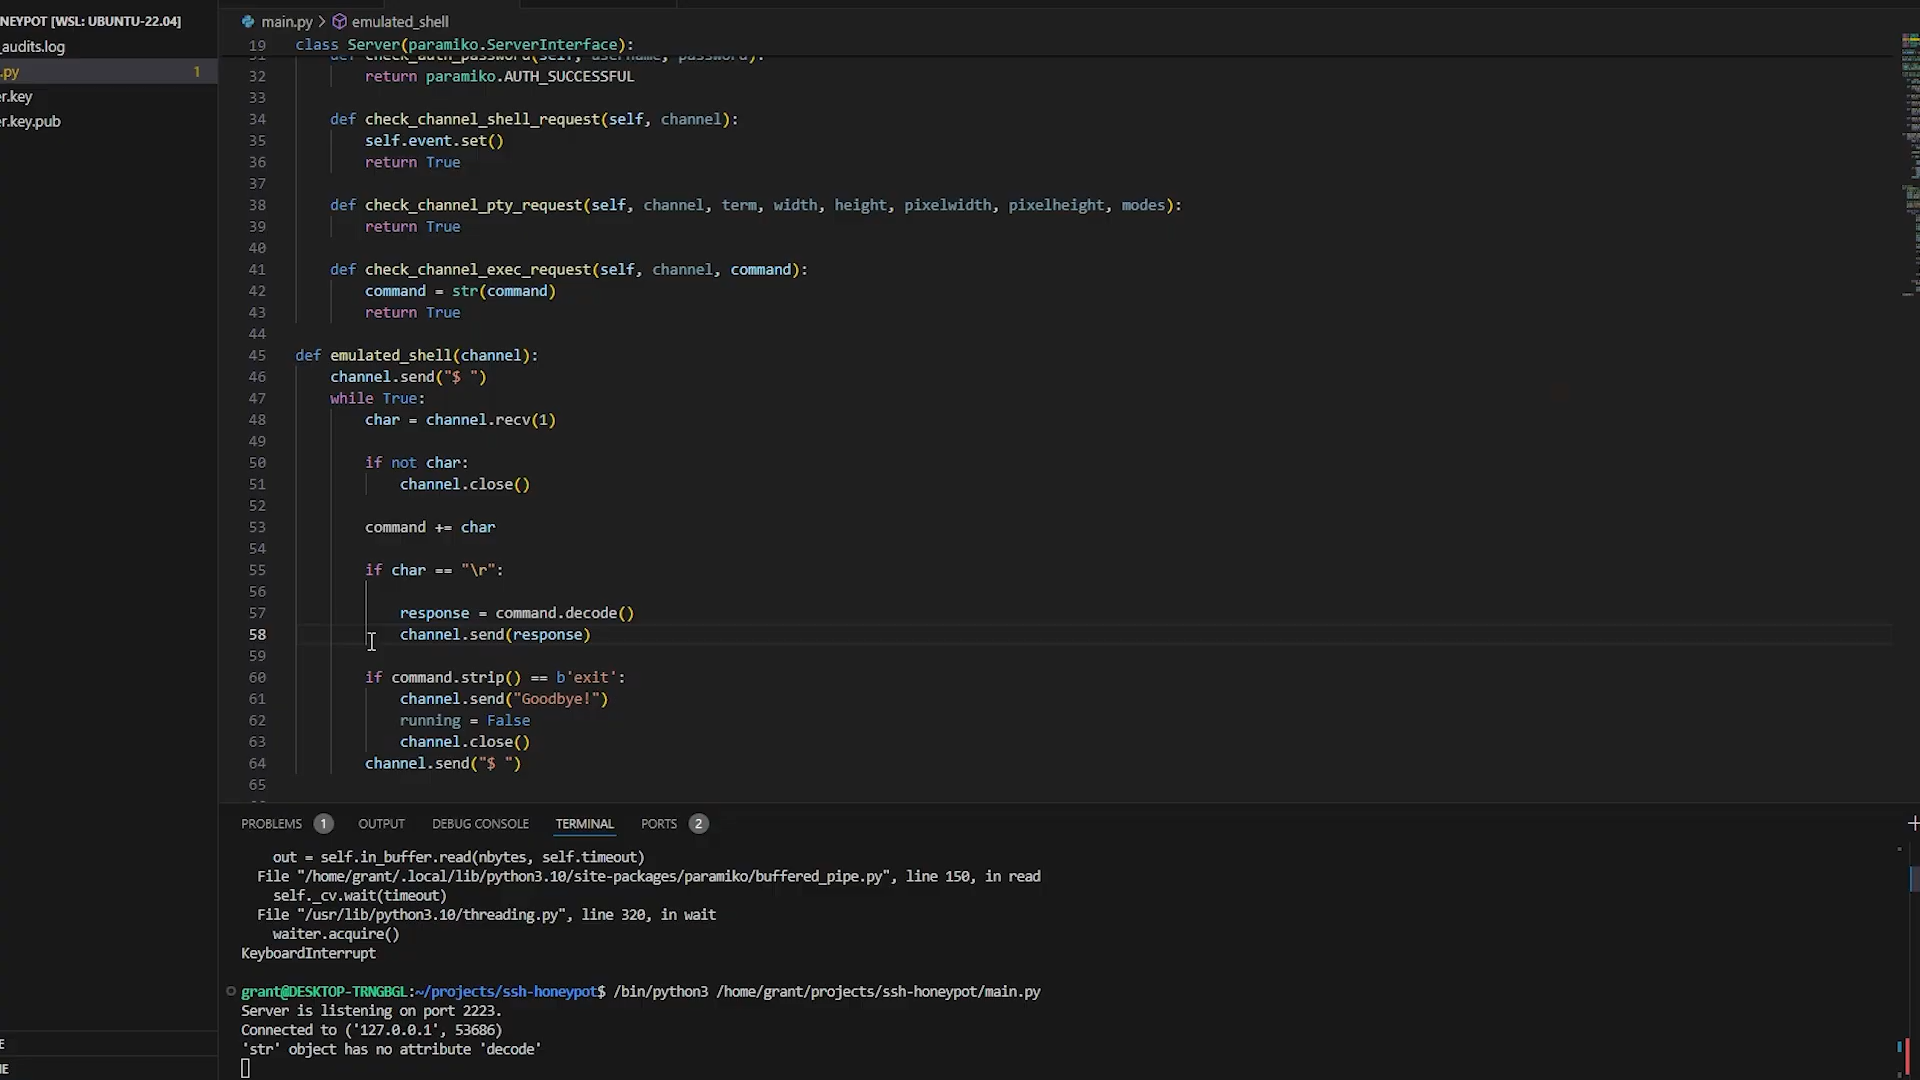 NEYPOT [WSL: UBUNTU-22.04]
_audits.log
.py 1
er.key
er.key.pub
main.py > emulated_shell
19 class Server(paramiko.ServerInterface):
31 def check_auth_password(self, username, password):
32 return paramiko.AUTH_SUCCESSFUL
33
34 def check_channel_shell_request(self, channel):
35 self.event.set()
36 return True
37
38 def check_channel_pty_request(self, channel, term, width, height, pixelwidth, pixelheight, modes):
39 return True
40
41 def check_channel_exec_request(self, channel, command):
42 command = str(command)
43 return True
44
45 def emulated_shell(channel):
46 channel.send("$ ")
47 while True:
48 char = channel.recv(1)
49
50 if not char:
51 channel.close()
52
53 command += char
54
55 if char == "\r":
56
57 response = command.decode()
58 channel.send(response)
59
60 if command.strip() == b'exit':
61 channel.send("Goodbye!")
62 running = False
63 channel.close()
64 channel.send("$ ")
65
PROBLEMS 1 OUTPUT DEBUG CONSOLE TERMINAL PORTS 2
out = self.in_buffer.read(nbytes, self.timeout)
File "/home/grant/.local/lib/python3.10/site-packages/paramiko/buffered_pipe.py", line 150, in read
self._cv.wait(timeout)
File "/usr/lib/python3.10/threading.py", line 320, in wait
waiter.acquire()
KeyboardInterrupt
grant@DESKTOP-TRNGBGL:~/projects/ssh-honeypot$ /bin/python3 /home/grant/projects/ssh-honeypot/main.py
Server is listening on port 2223.
Connected to ('127.0.0.1', 53686)
'str' object has no attribute 'decode'
E
NE